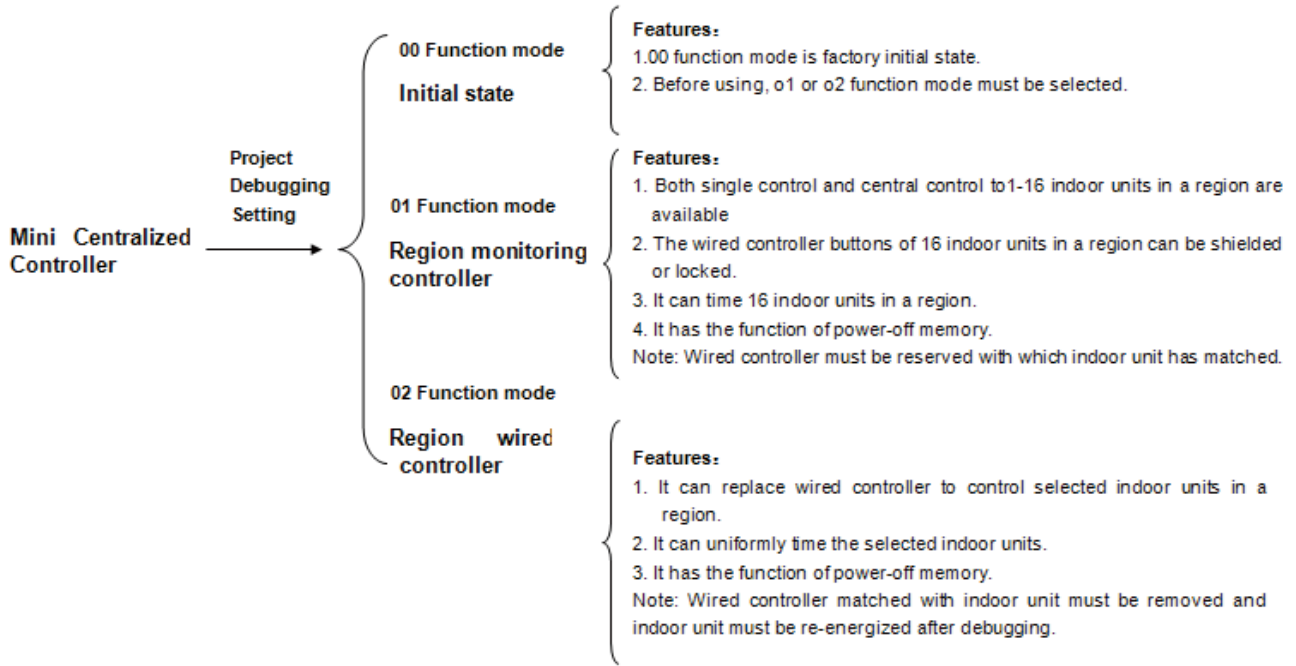 Mini Centralized
Controller
Project
Debugging
Setting
00 Function mode
Initial state
Features:
1.00 function mode is factory initial state.
2. Before using, o1 or o2 function mode must be selected.
01 Function mode
Region monitoring
controller
Features:
1. Both single control and central control to1-16 indoor units in a region are
available
2. The wired controller buttons of 16 indoor units in a region can be shielded
or locked.
3. It can time 16 indoor units in a region.
4. It has the function of power-off memory.
Note: Wired controller must be reserved with which indoor unit has matched.
02 Function mode
Region wired
controller
Features:
1. It can replace wired controller to control selected indoor units in a
region.
2. It can uniformly time the selected indoor units.
3. It has the function of power-off memory.
Note: Wired controller matched with indoor unit must be removed and
indoor unit must be re-energized after debugging.